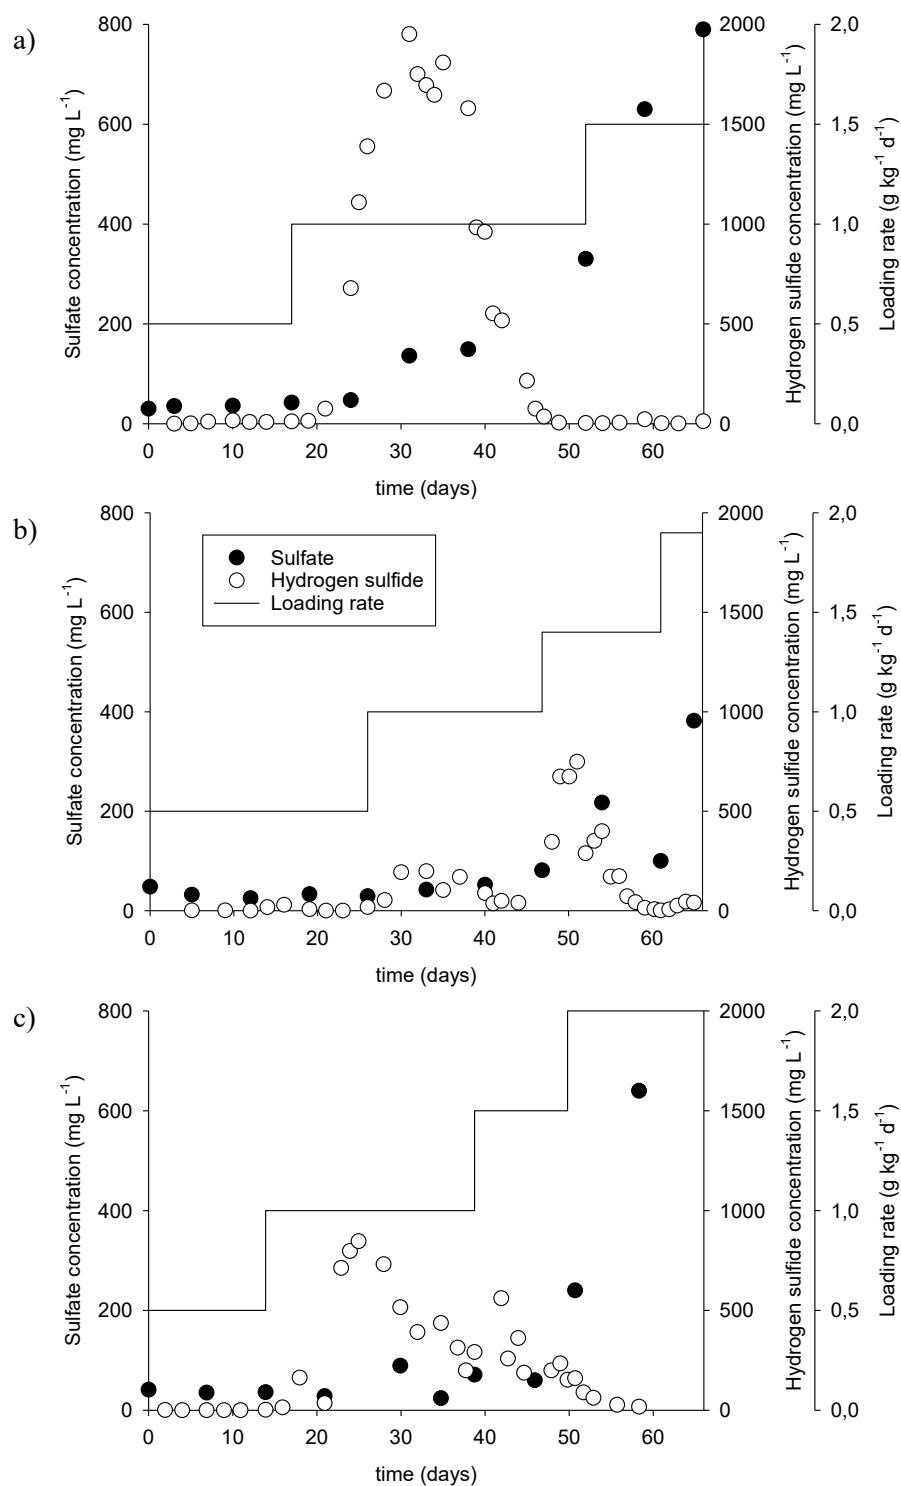 a)
800
600
400
200
0
Sulfate concentration (mg L-1)
0 10 20 30 40 50 60
time (days)
2000
1500
1000
500
0
Hydrogen sulfide concentration (mg L-1)
2,0
1,5
1,0
0,5
0,0
Loading rate (g kg-1 d-1)
b)
800
600
400
200
0
Sulfate concentration (mg L-1)
Sulfate
Hydrogen sulfide
Loading rate
0 10 20 30 40 50 60
time (days)
2000
1500
1000
500
0
Hydrogen sulfide concentration (mg L-1)
2,0
1,5
1,0
0,5
0,0
Loading rate (g kg-1 d-1)
c)
800
600
400
200
0
Sulfate concentration (mg L-1)
0 10 20 30 40 50 60
time (days)
2000
1500
1000
500
0
Hydrogen sulfide concentration (mg L-1)
2,0
1,5
1,0
0,5
0,0
Loading rate (g kg-1 d-1)